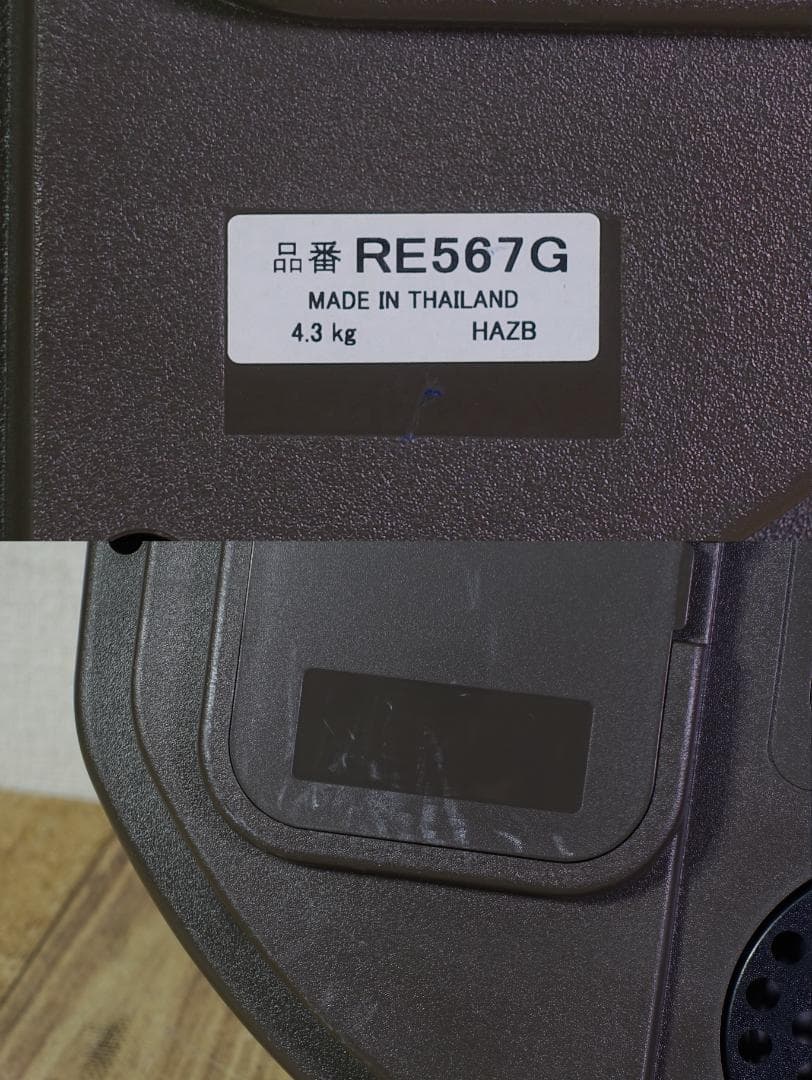 品番 RE567G
MADE IN THAILAND
4.3 kg HAZB